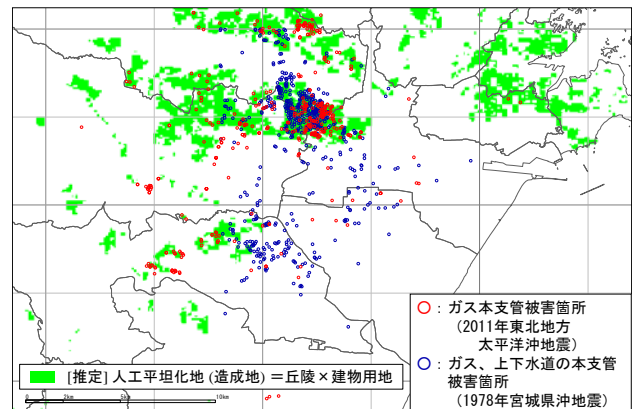 ○：ガス本支管被害箇所
（2011年東北地方
太平洋沖地震）
○：ガス、上下水道の本支管
被害箇所
（1978年宮城県沖地震）
[推定] 人工平坦化地 (造成地) ＝丘陵×建物用地
0 2km 5km 10km